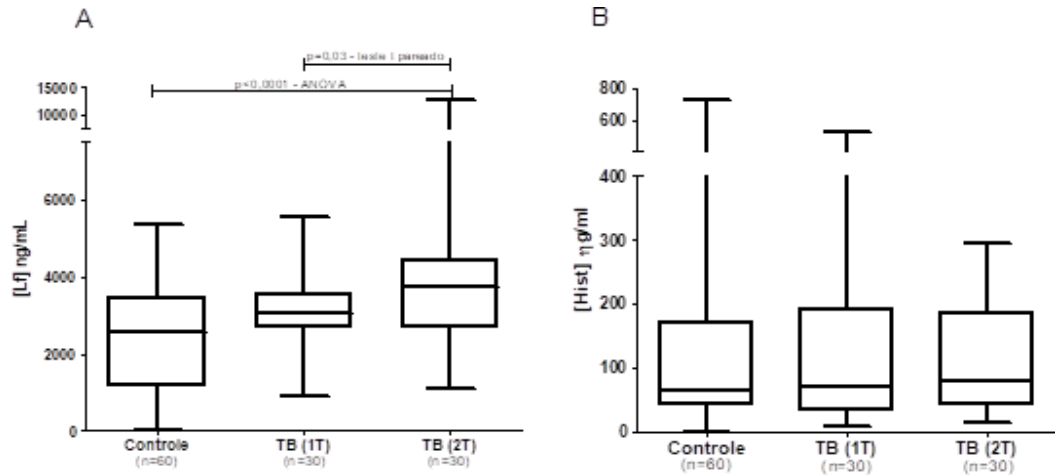 A
p=0,03 - teste t pareado
p<0,0001 - ANOVA
15000
10000
6000
4000
2000
0
[Lf] ng/mL
Controle
(n=60)
TB (1T)
(n=30)
TB (2T)
(n=30)
B
800
600
400
300
200
100
0
[Hist] ηg/ml
Controle
(n=60)
TB (1T)
(n=30)
TB (2T)
(n=30)